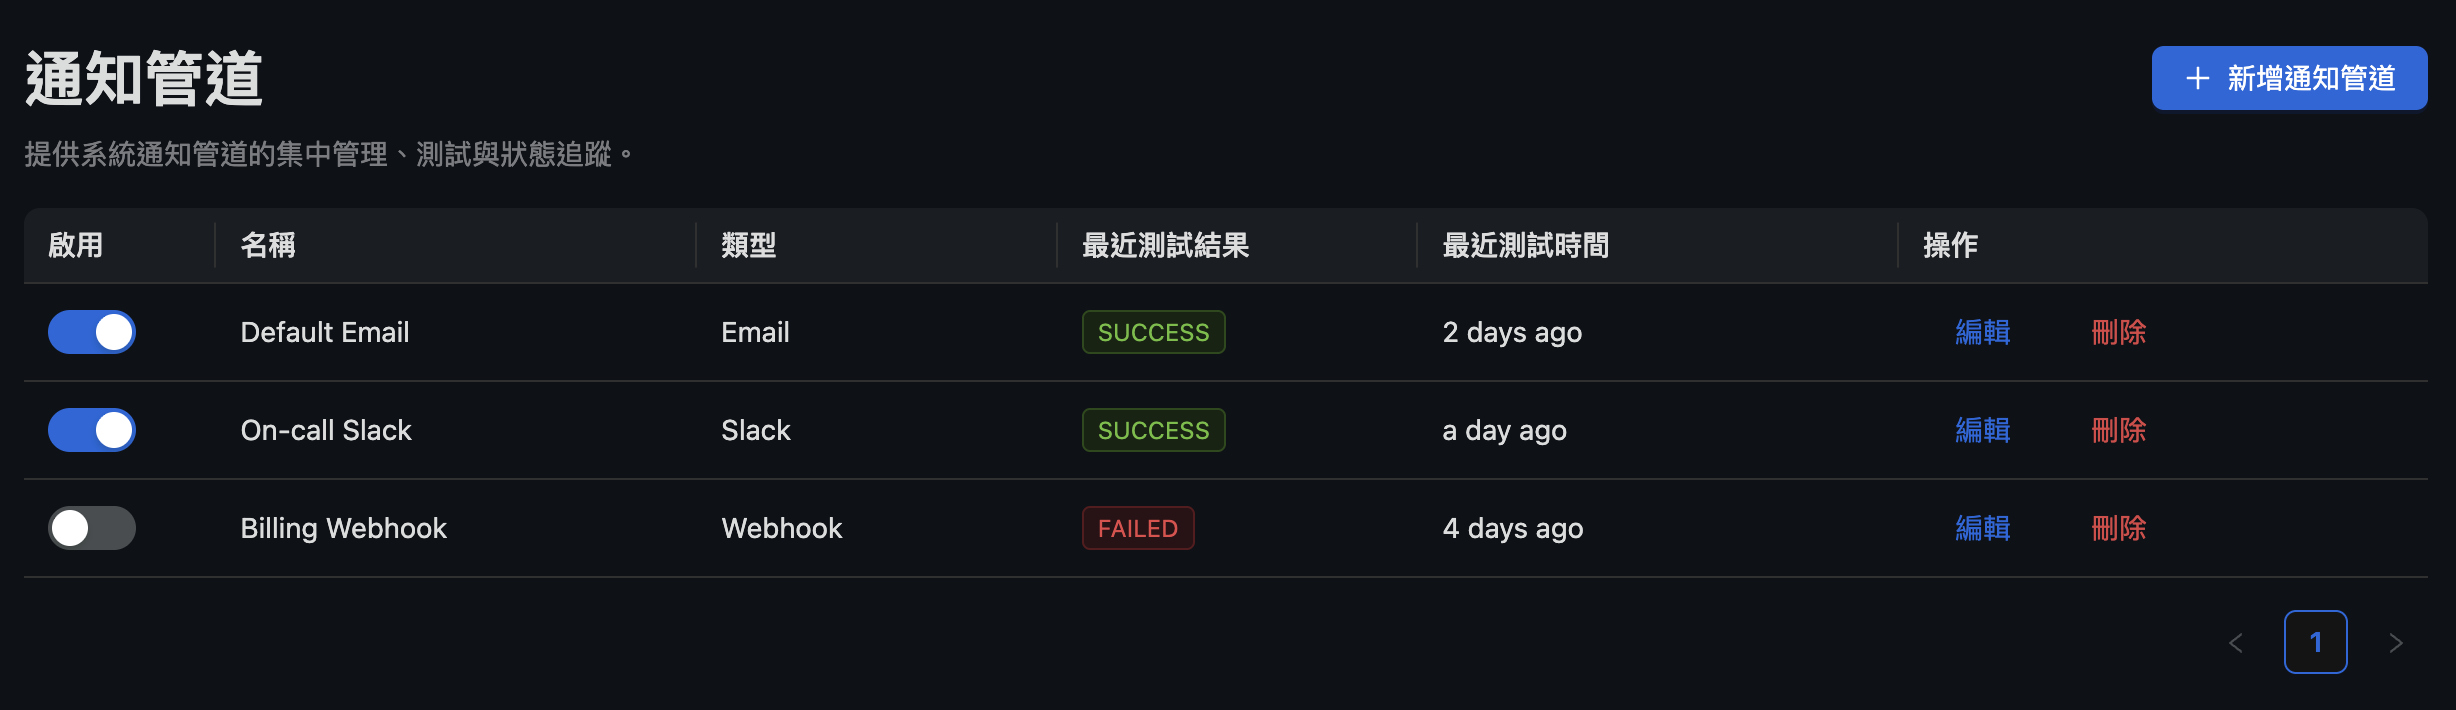 通知管道
+ 新增通知管道
提供系統通知管道的集中管理、測試與狀態追蹤。
啟用 名稱 類型 最近測試結果 最近測試時間 操作
Default Email Email SUCCESS 2 days ago 編輯 刪除
On-call Slack Slack SUCCESS a day ago 編輯 刪除
Billing Webhook Webhook FAILED 4 days ago 編輯 刪除
< 1 >